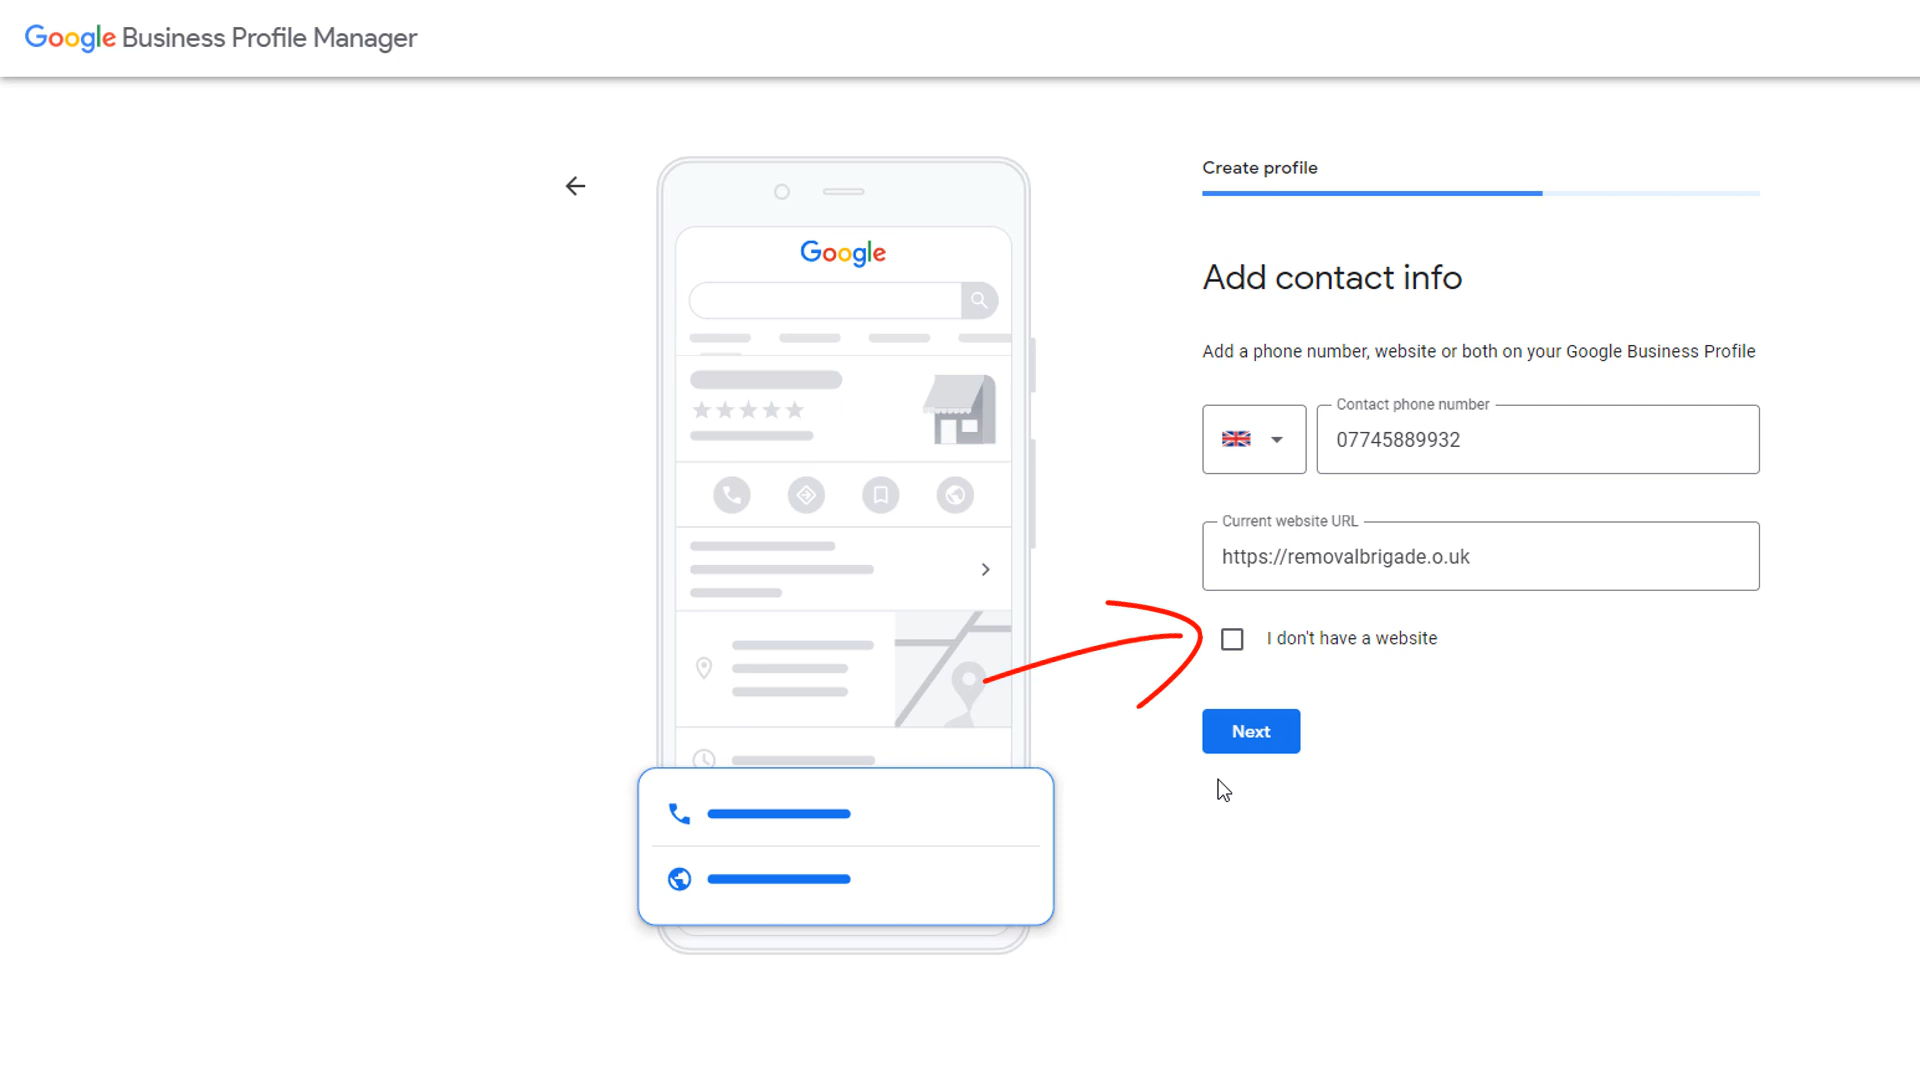 Google Business Profile Manager
Create profile
Google
Add contact info
Add a phone number, website or both on your Google Business Profile
Contact phone number
07745889932
Current website URL
https://removalbrigade.o.uk
I don't have a website
Next